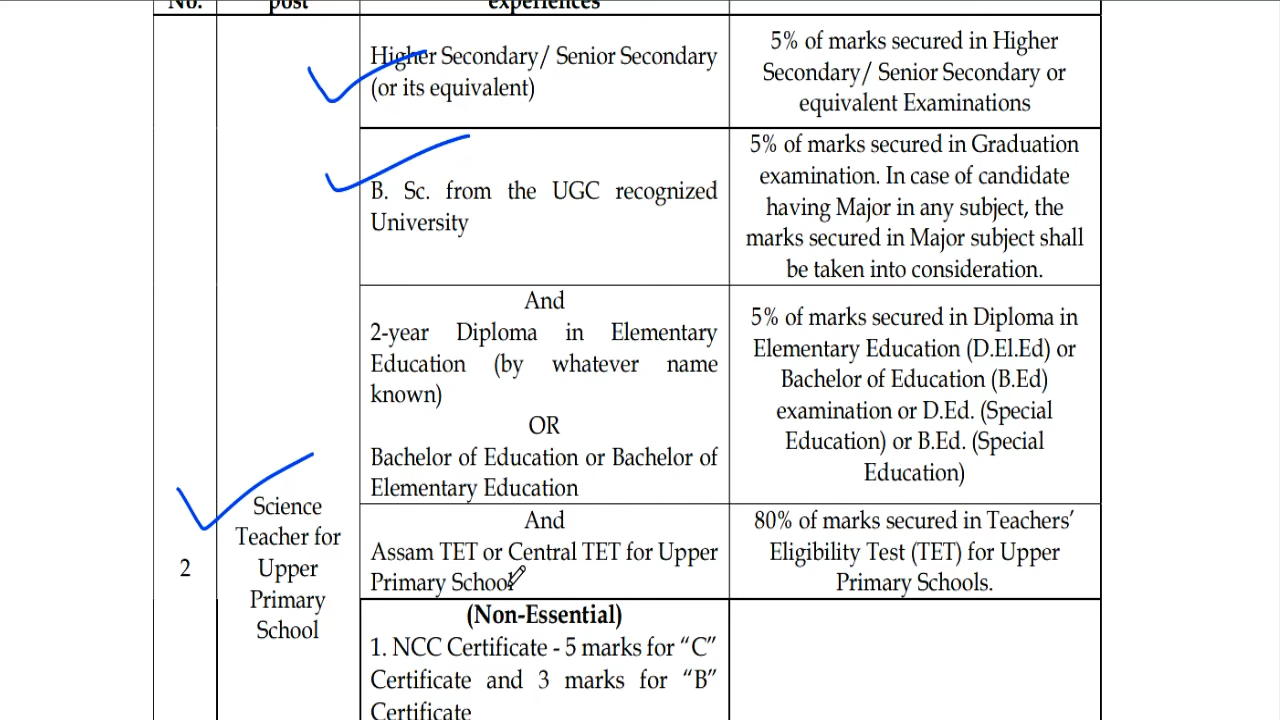 No.
post
experiences
Higher Secondary/ Senior Secondary
(or its equivalent)
5% of marks secured in Higher
Secondary/ Senior Secondary or
equivalent Examinations
B. Sc. from the UGC recognized
University
5% of marks secured in Graduation
examination. In case of candidate
having Major in any subject, the
marks secured in Major subject shall
be taken into consideration.
And
2-year Diploma in Elementary
Education (by whatever name
known)
OR
Bachelor of Education or Bachelor of
Elementary Education
5% of marks secured in Diploma in
Elementary Education (D.El.Ed) or
Bachelor of Education (B.Ed)
examination or D.Ed. (Special
Education) or B.Ed. (Special
Education)
2
Science
Teacher for
Upper
Primary
School
And
Assam TET or Central TET for Upper
Primary School
80% of marks secured in Teachers’
Eligibility Test (TET) for Upper
Primary Schools.
(Non-Essential)
1. NCC Certificate - 5 marks for “C”
Certificate and 3 marks for “B”
Certificate